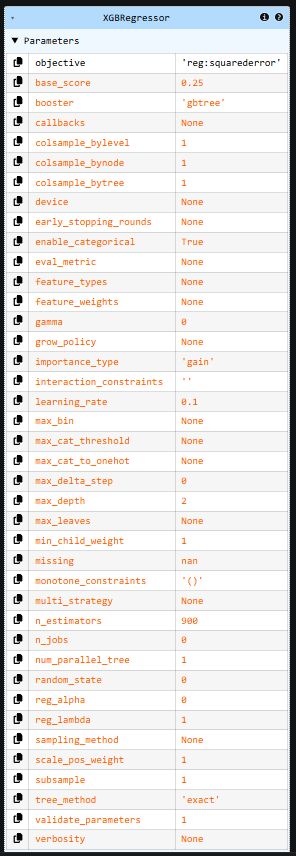 XGBRegressor
Parameters
objective 'reg:squarederror'
base_score 0.25
booster 'gbtree'
callbacks None
colsample_bylevel 1
colsample_bynode 1
colsample_bytree 1
device None
early_stopping_rounds None
enable_categorical True
eval_metric None
feature_types None
feature_weights None
gamma 0
grow_policy None
importance_type 'gain'
interaction_constraints ''
learning_rate 0.1
max_bin None
max_cat_threshold None
max_cat_to_onehot None
max_delta_step 0
max_depth 2
max_leaves None
min_child_weight 1
missing nan
monotone_constraints '()'
multi_strategy None
n_estimators 900
n_jobs 0
num_parallel_tree 1
random_state 0
reg_alpha 0
reg_lambda 1
sampling_method None
scale_pos_weight 1
subsample 1
tree_method 'exact'
validate_parameters 1
verbosity None